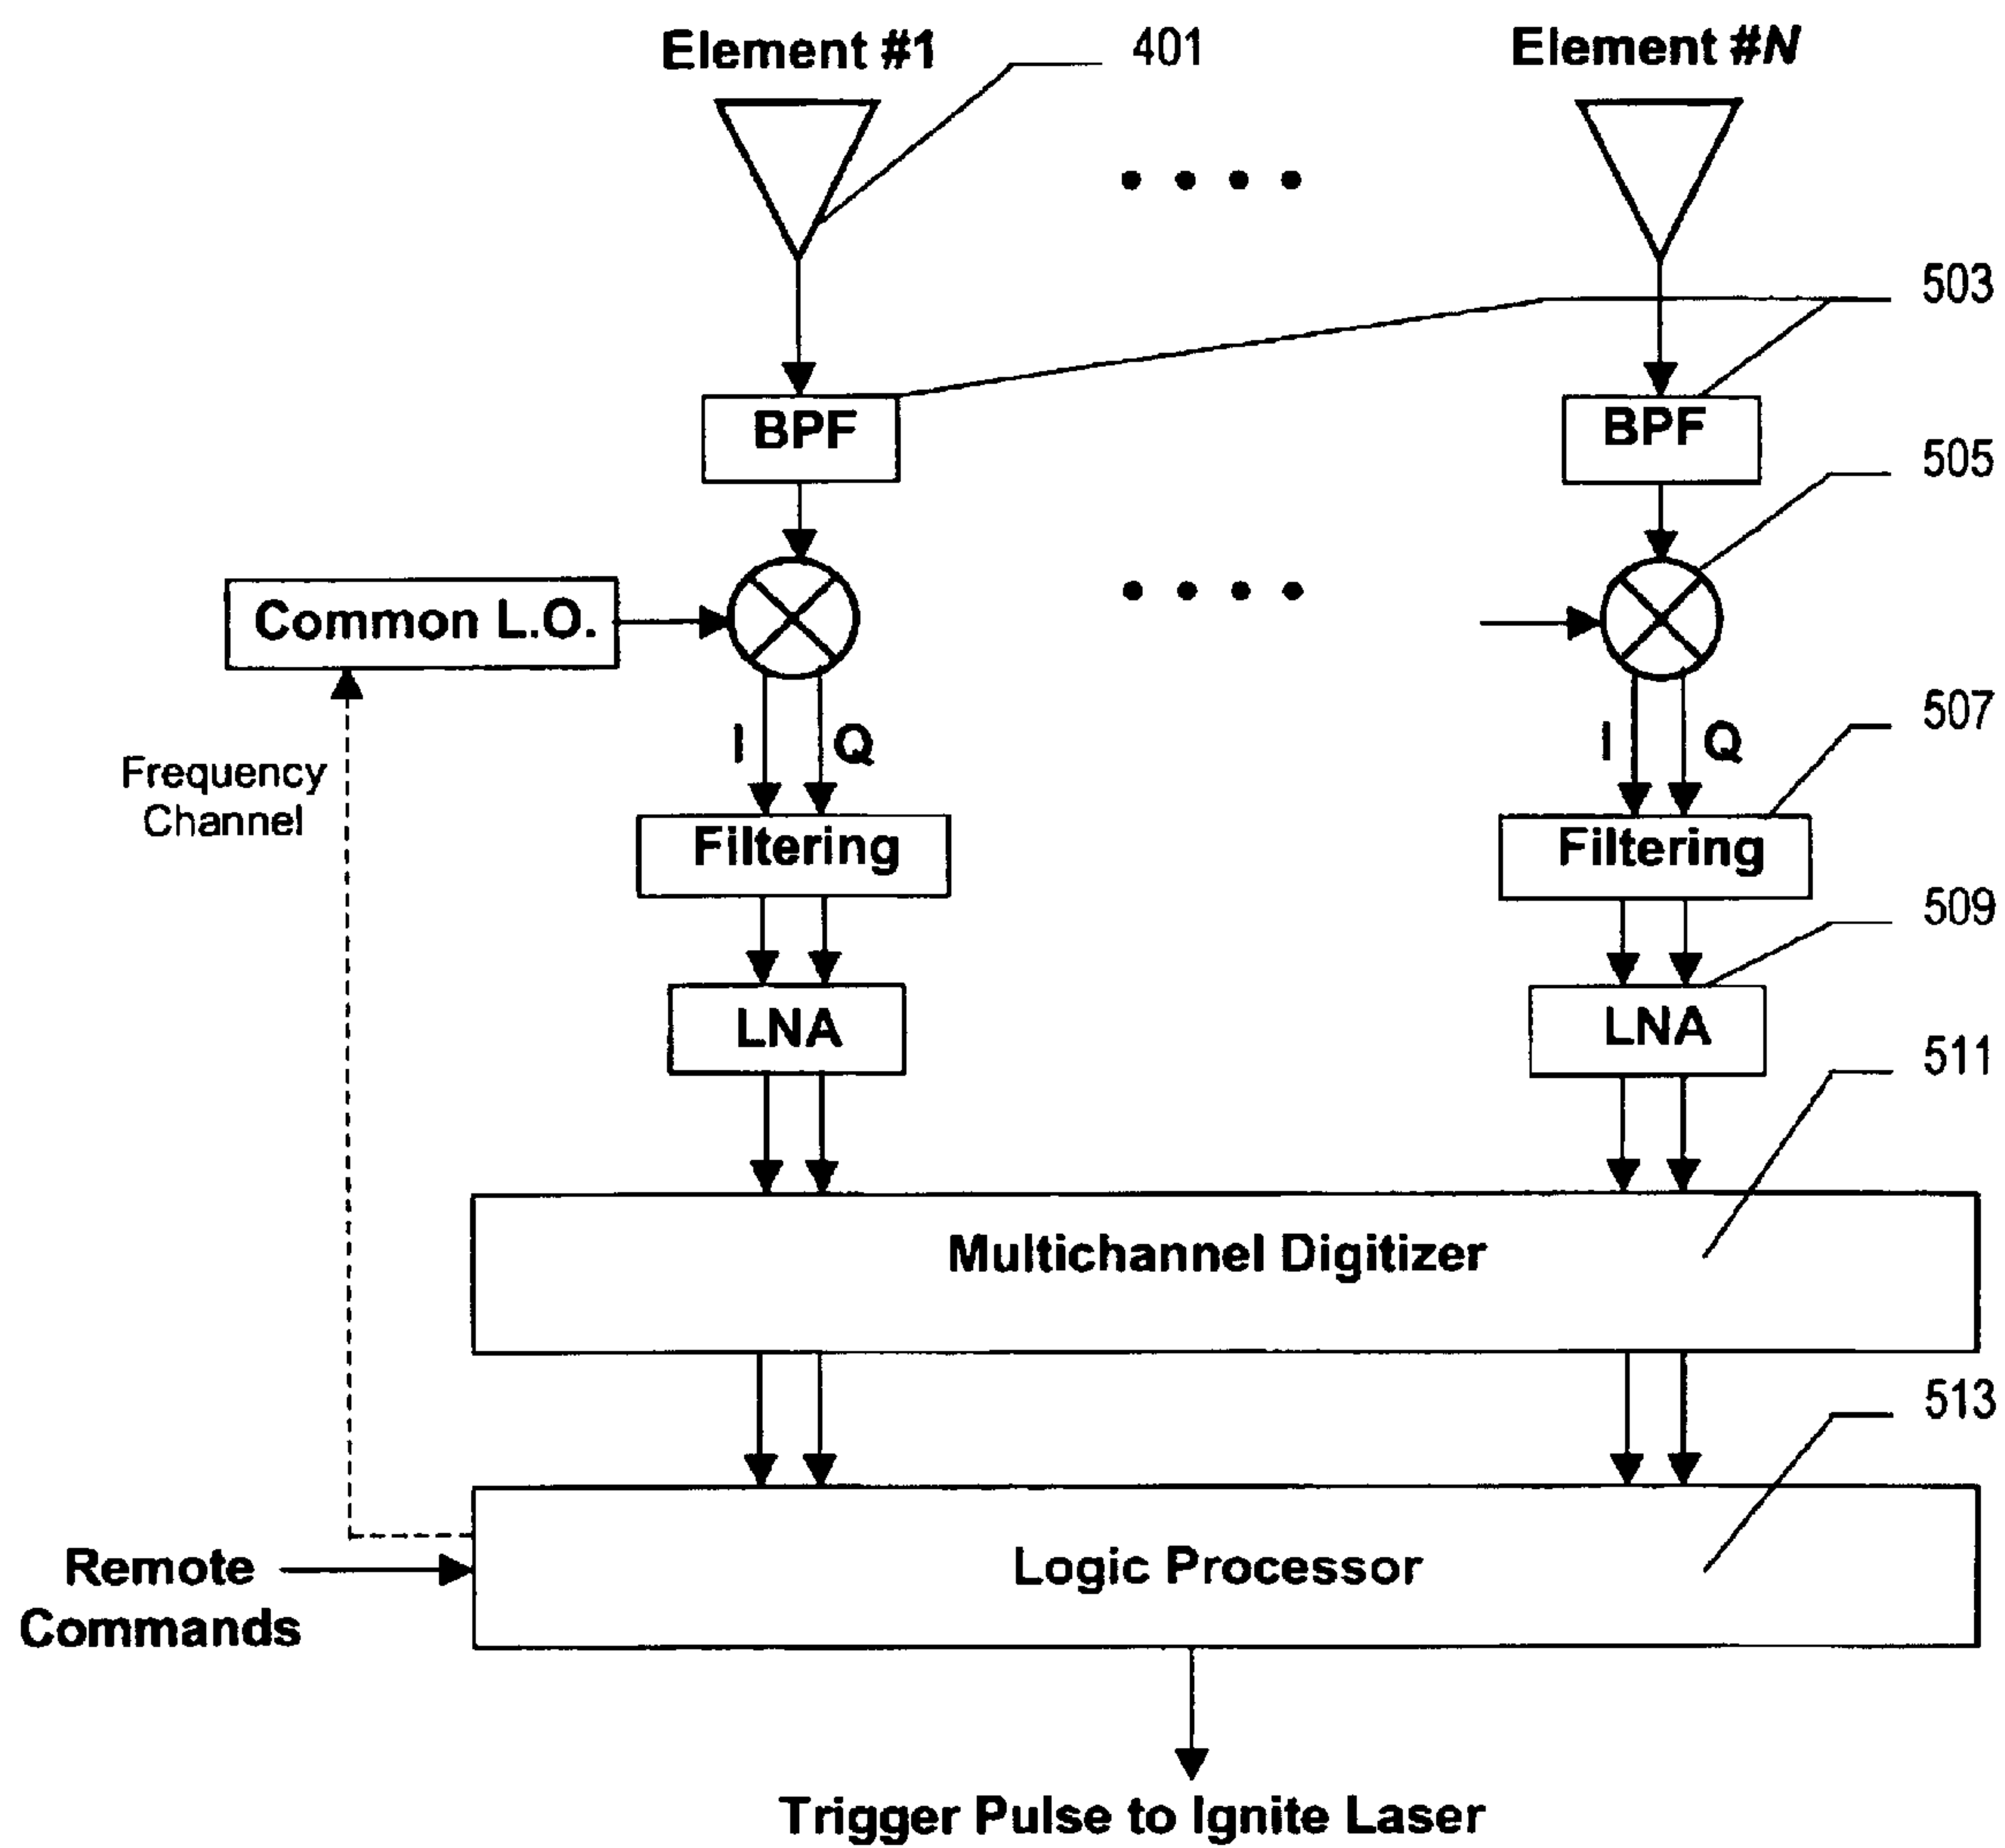 Element #1
401
Element #N
503
BPF
BPF
505
Common L.O.
I
Q
I
Q
507
Frequency
Channel
Filtering
Filtering
509
LNA
LNA
511
Multichannel Digitizer
513
Remote
Commands
Logic Processor
Trigger Pulse to Ignite Laser